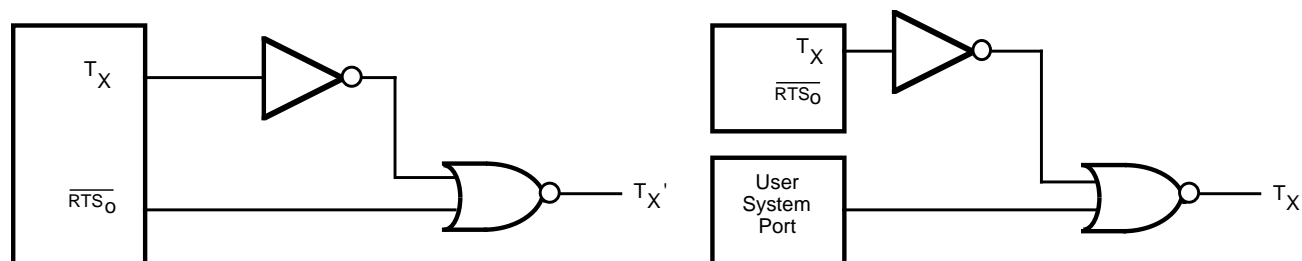 TX
RTSo
TX'
TX
RTSo
User
System
Port
TX